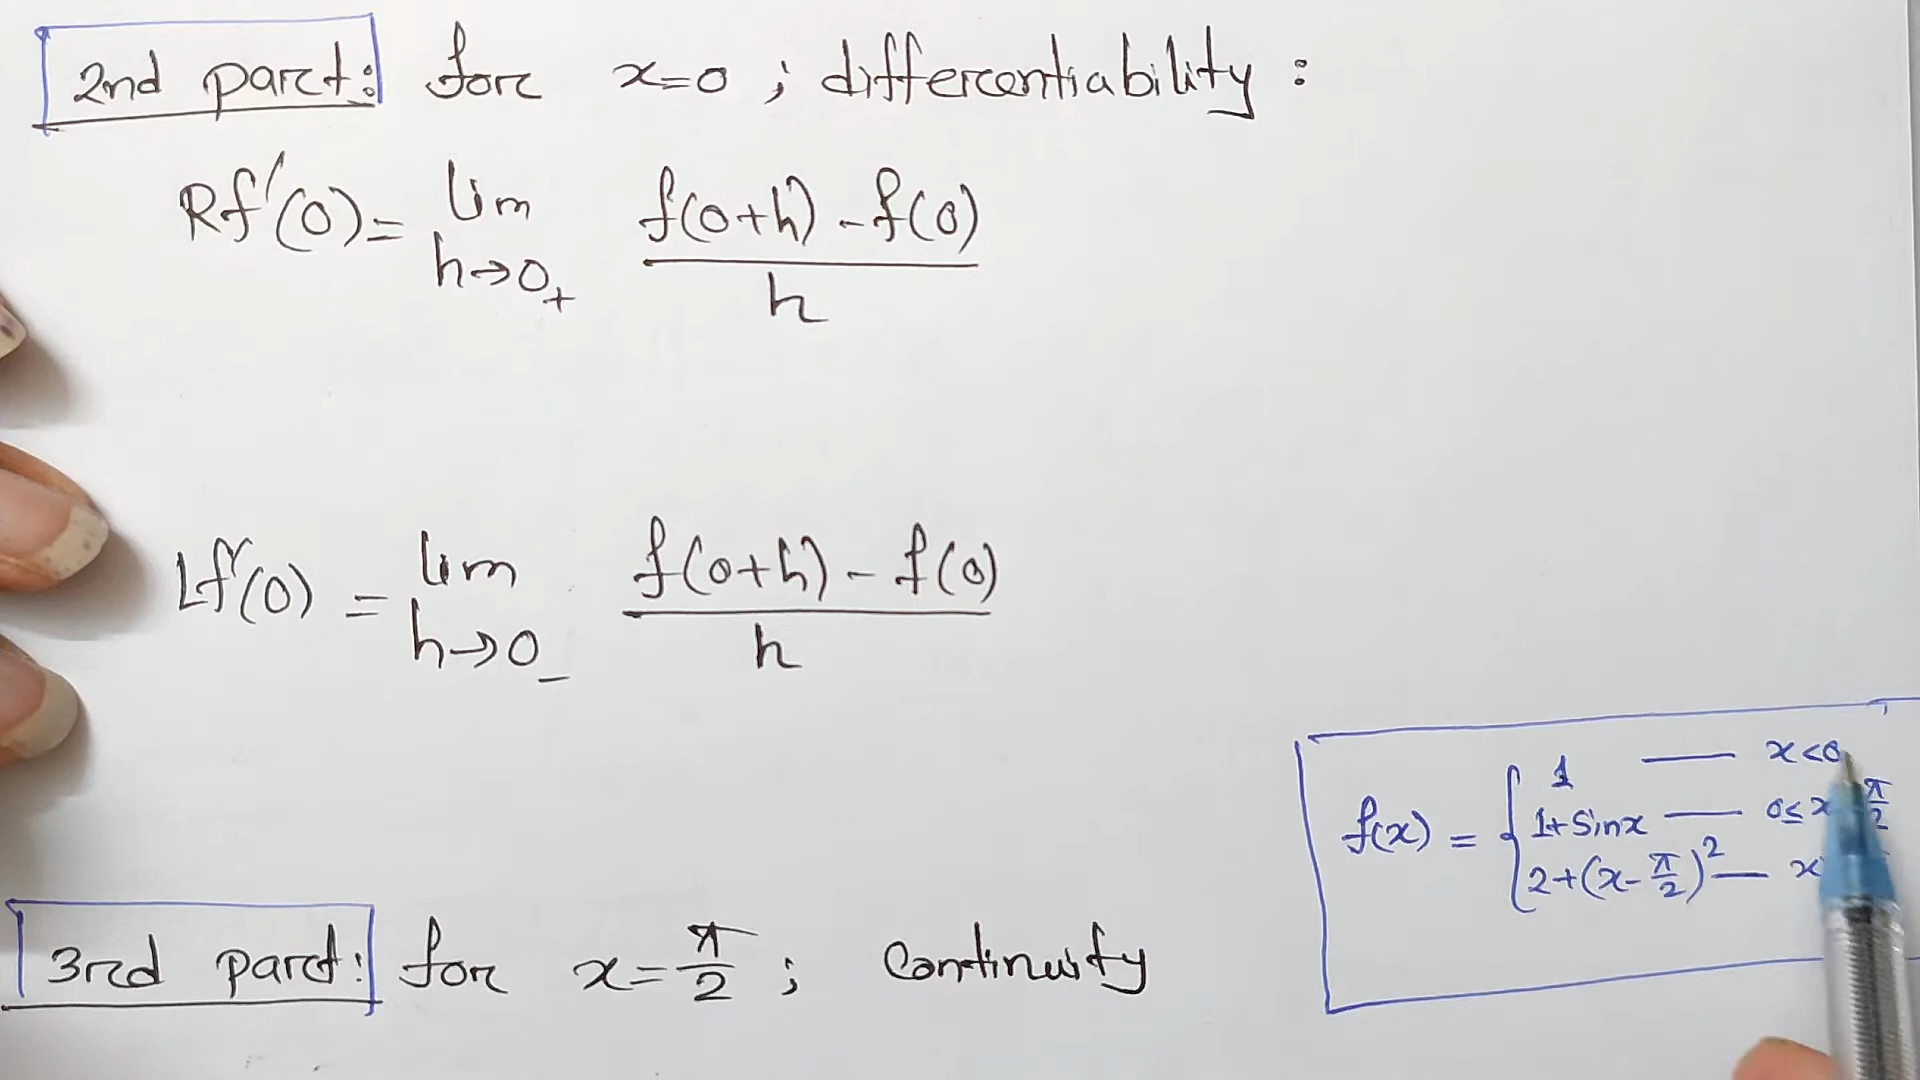 2nd part: for x=0 ; differentiability :
Rf'(0)= lim h→0+ f(0+h) - f(0) / h
Lf'(0) = lim h→0- f(0+h) - f(0) / h
f(x) = { 1 — x<0
1+Sinx — 0≤x π/2
2+(x-π/2)² — x
3rd part: for x=π/2 ; Continuity